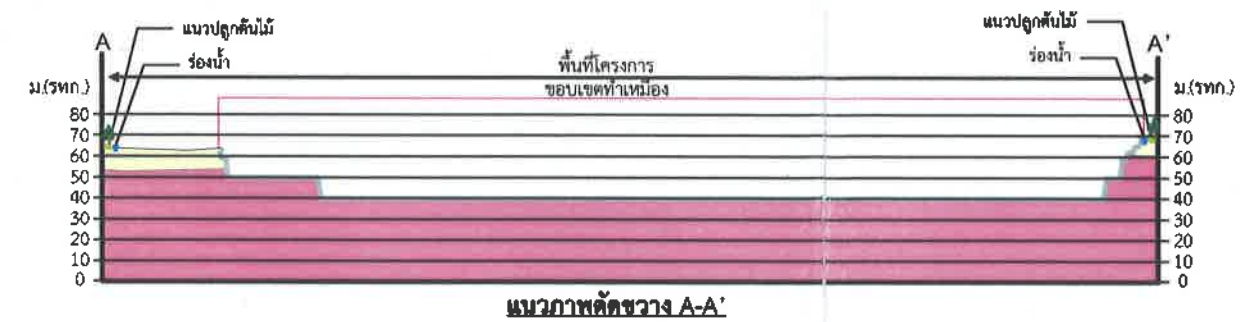 แนวปลูกต้นไม้
แนวปลูกต้นไม้
A
A'
ร่องน้ำ
ร่องน้ำ
พื้นที่โครงการ
ม.(รทก.)
ม.(รทก.)
ขอบเขตทำเหมือง
80
80
70
70
60
60
50
50
40
40
30
30
20
20
10
10
0
0
แนวภาพตัดขวาง A-A'